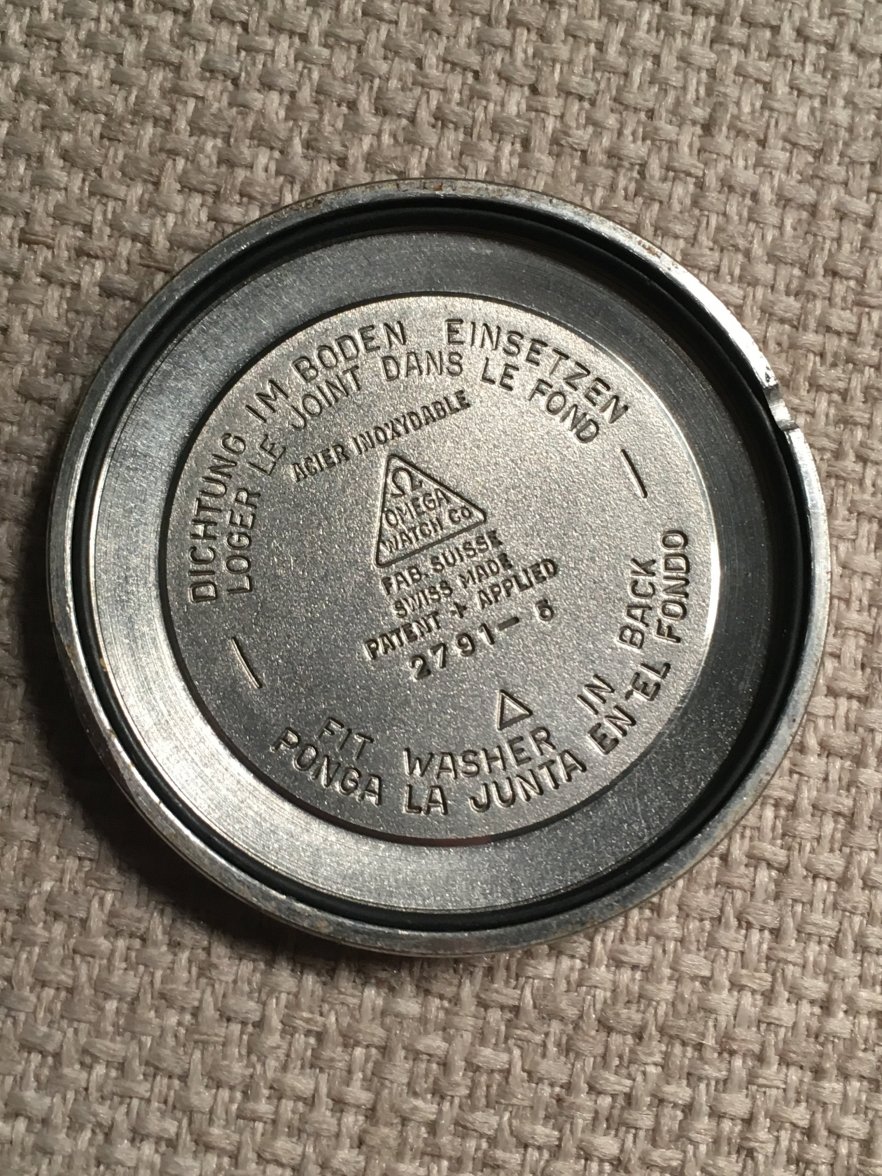 DICHTUNG IM BODEN EINSETZEN
LOGER LE JOINT DANS LE FOND
ACIER INOXYDABLE
Ω
OMEGA
WATCH Co
FAB. SUISSE
SWISS MADE
PATENT + APPLIED
2791-5
FIT WASHER IN BACK
PONGA LA JUNTA EN EL FONDO